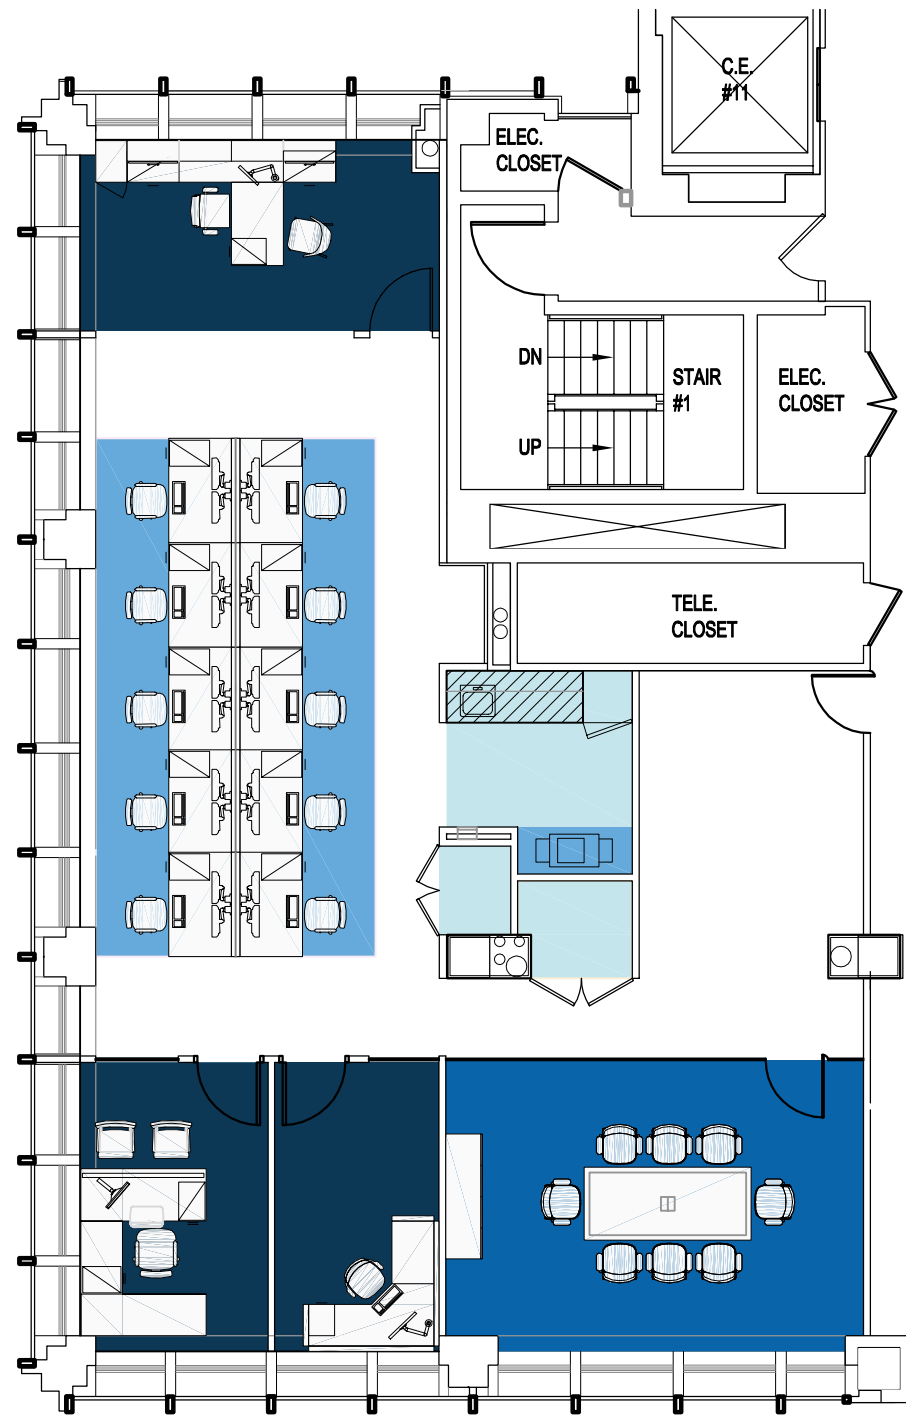 C.E.
#11
ELEC.
CLOSET
DN
STAIR
#1
ELEC.
CLOSET
UP
TELE.
CLOSET